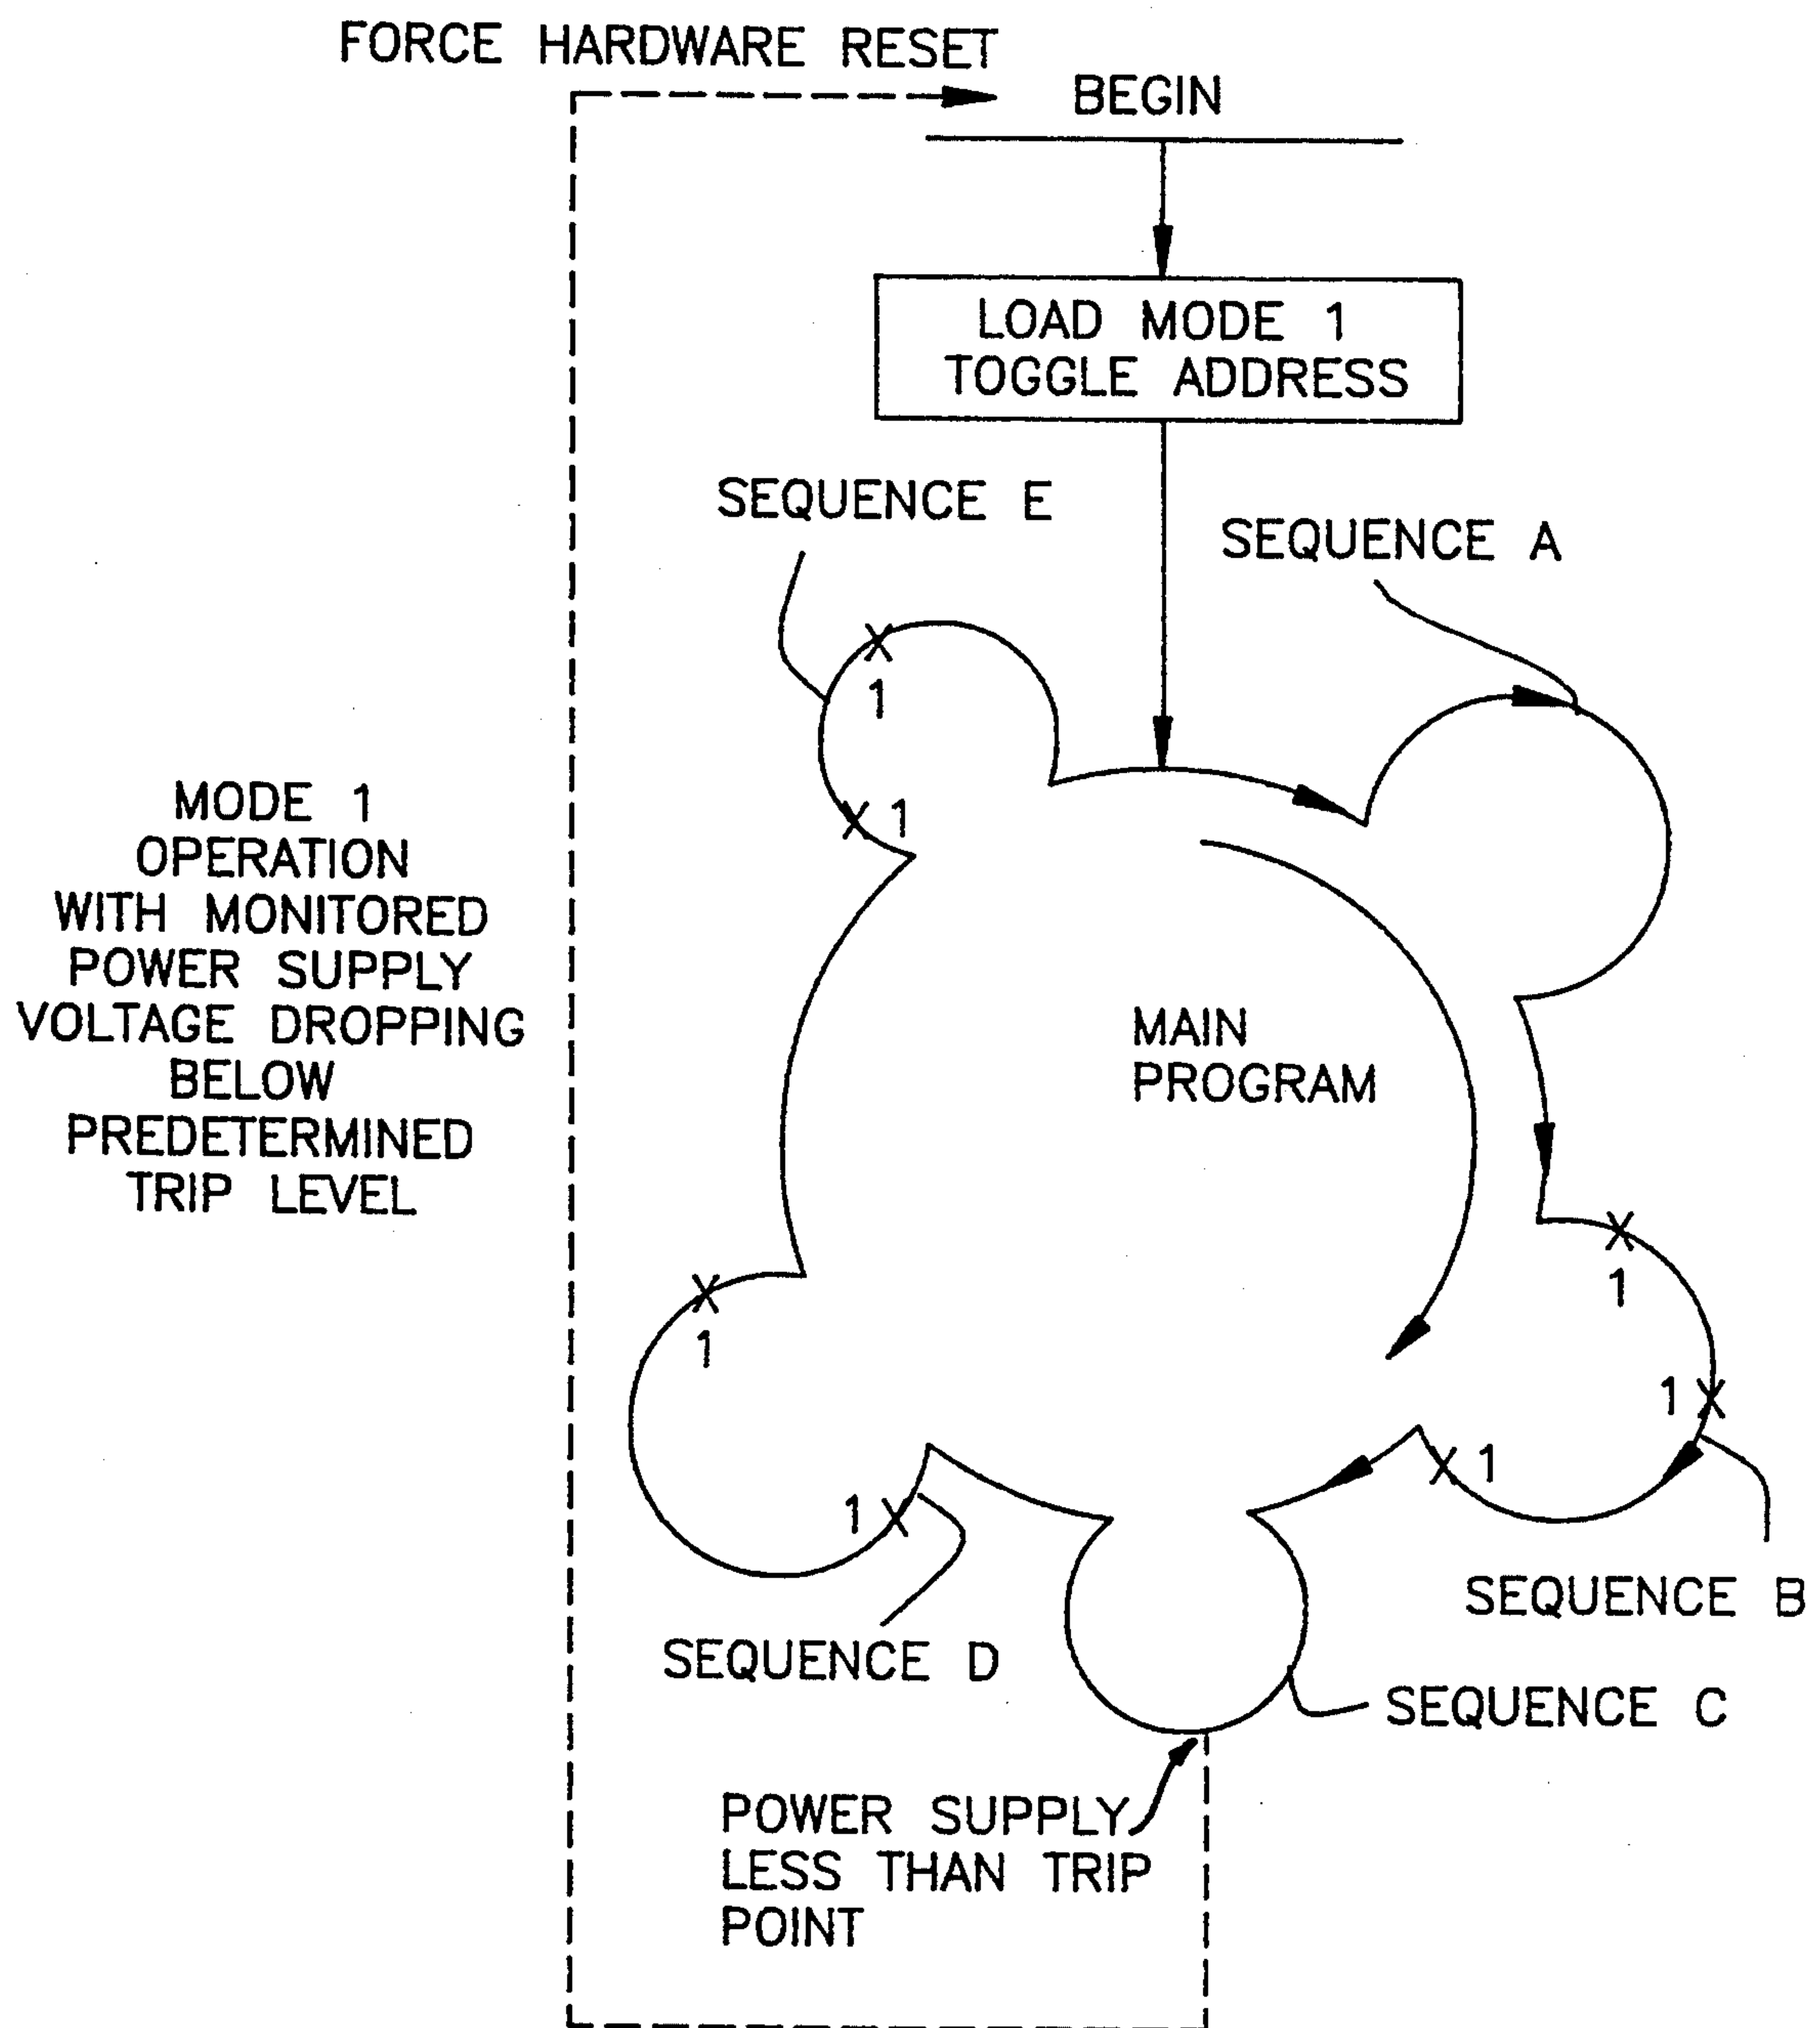 FORCE HARDWARE RESET
BEGIN
LOAD MODE 1
TOGGLE ADDRESS
SEQUENCE E
SEQUENCE A
1
1
MODE 1
OPERATION
WITH MONITORED
POWER SUPPLY
VOLTAGE DROPPING
BELOW
PREDETERMINED
TRIP LEVEL
MAIN
PROGRAM
1
1
1
1
1
SEQUENCE B
SEQUENCE D
SEQUENCE C
POWER SUPPLY
LESS THAN TRIP
POINT